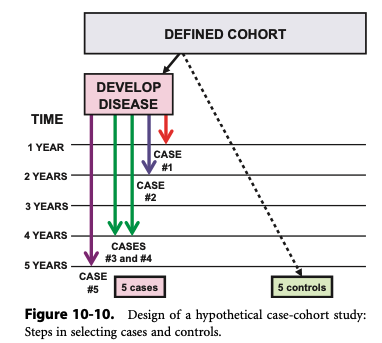 DEFINED COHORT
DEVELOP
DISEASE
TIME
1 YEAR
CASE
#1
2 YEARS
CASE
#2
3 YEARS
4 YEARS
CASES
#3 and #4
5 YEARS
CASE
#5
5 cases
5 controls
Figure 10-10. Design of a hypothetical case-cohort study:
Steps in selecting cases and controls.